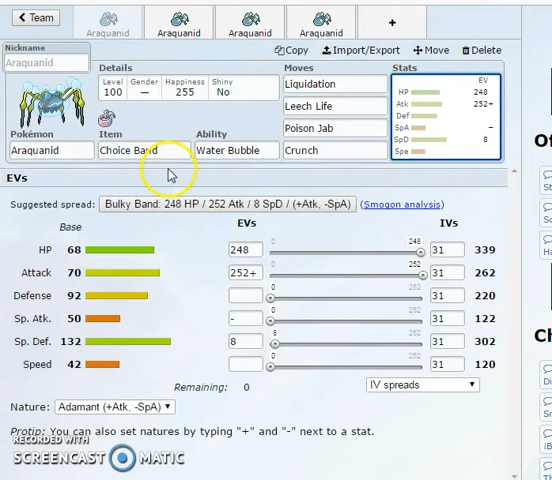 Team
Araquanid
Araquanid
Araquanid
Araquanid
+
Copy
Import/Export
Move
Delete
Nickname
Araquanid
Details
Level
100
Gender
—
Happiness
255
Shiny
No
Moves
Liquidation
Leech Life
Poison Jab
Crunch
Stats
EV
HP 248
Atk 252+
Def
SpA –
SpD 8
Spe
Pokémon
Araquanid
Item
Choice Band
Ability
Water Bubble
EVs
Suggested spread: Bulky Band: 248 HP / 252 Atk / 8 SpD / (+Atk, -SpA) (Smogon analysis)
Base EVs IVs
HP 68 248 0 248 31 339
Attack 70 252+ 0 252 31 262
Defense 92 0 252 31 220
Sp. Atk. 50 - 0 252 31 122
Sp. Def. 132 8 8 252 31 302
Speed 42 0 252 31 120
Remaining: 0 IV spreads
Nature: Adamant (+Atk, -SpA)
Protip: You can also set natures by typing "+" and "-" next to a stat.
RECORDED WITH
SCREENCAST MATIC